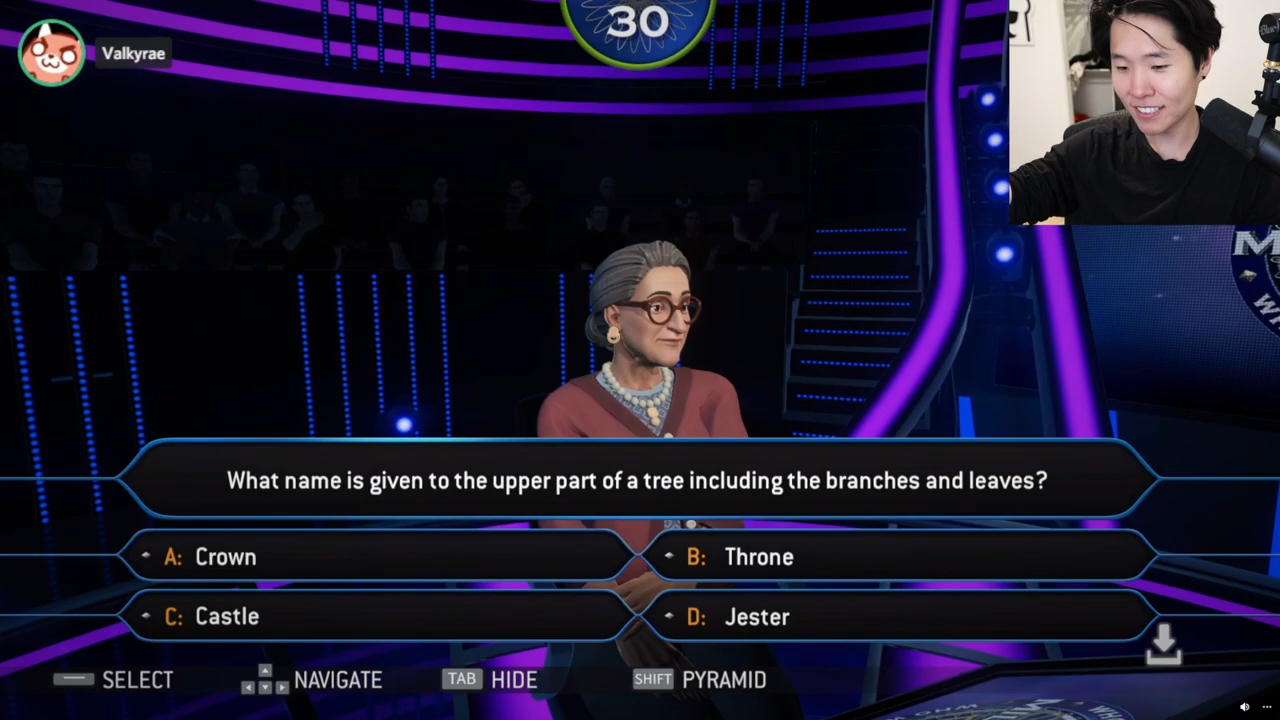 30
Valkyrae
What name is given to the upper part of a tree including the branches and leaves?
A: Crown
B: Throne
C: Castle
D: Jester
SELECT
NAVIGATE
TAB HIDE
SHIFT PYRAMID